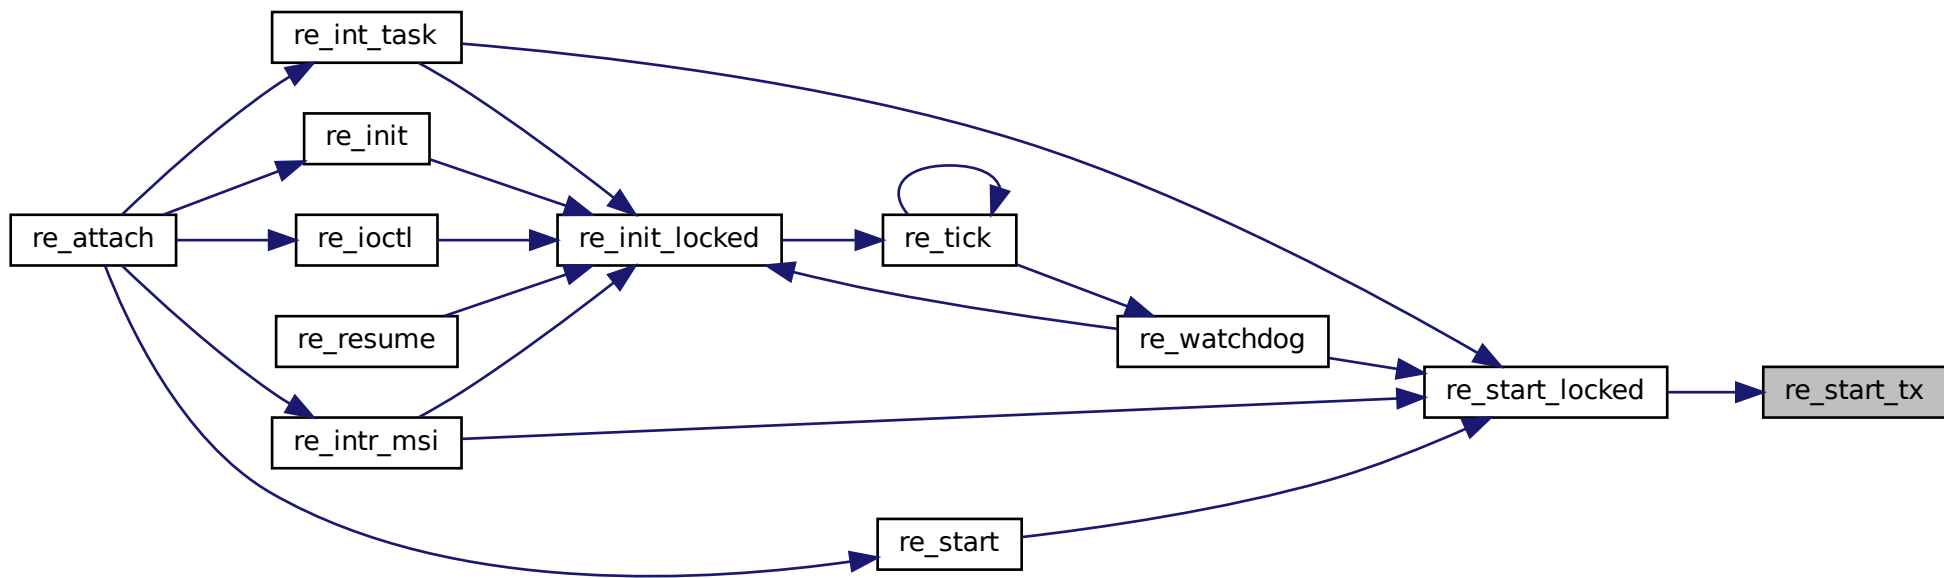 re_int_task
re_init
re_attach
re_ioctl
re_init_locked
re_tick
re_resume
re_watchdog
re_start_locked
re_start_tx
re_intr_msi
re_start